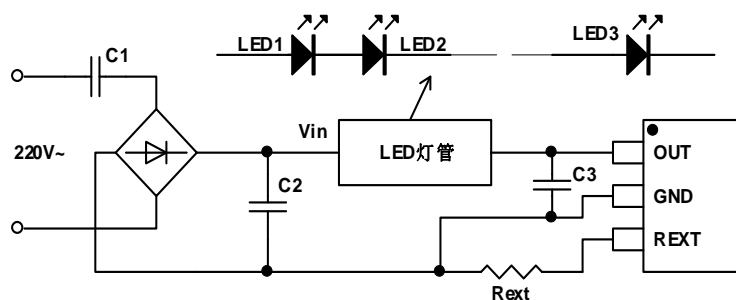 LED1
LED2
LED3
C1
220V~
Vin
LED灯管
C2
C3
OUT
GND
REXT
Rext